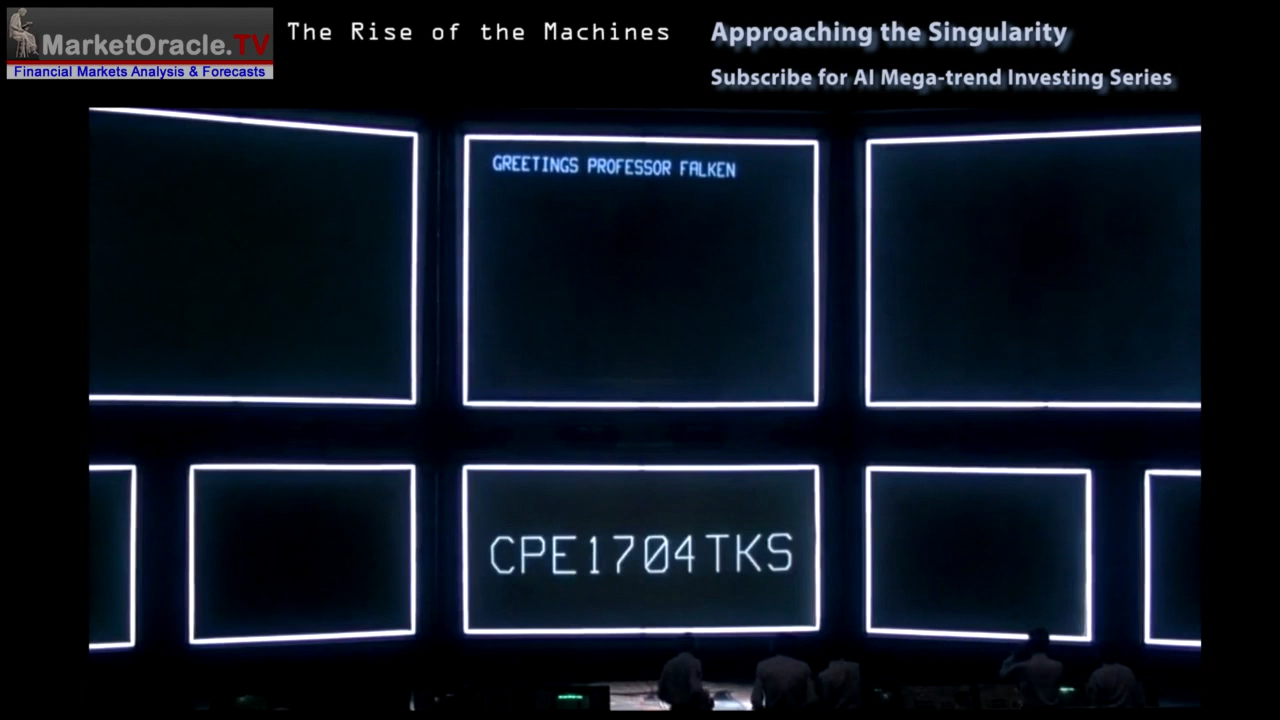 MarketOracle.TV
Financial Markets Analysis & Forecasts
The Rise of the Machines
Approaching the Singularity
Subscribe for AI Mega-trend Investing Series
GREETINGS PROFESSOR FALKEN
CPE1704TKS